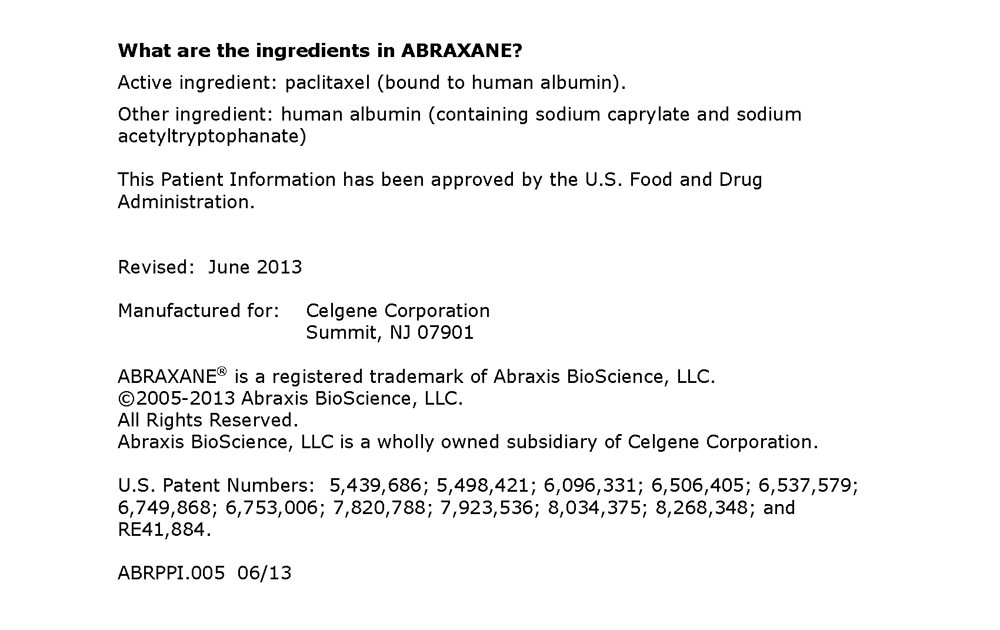 What are the ingredients in ABRAXANE?
Active ingredient: paclitaxel (bound to human albumin).
Other ingredient: human albumin (containing sodium caprylate and sodium
acetyltryptophanate)
This Patient Information has been approved by the U.S. Food and Drug
Administration.
Revised:  June 2013
Manufactured for:    Celgene Corporation
Summit, NJ 07901
ABRAXANE® is a registered trademark of Abraxis BioScience, LLC.
©2005-2013 Abraxis BioScience, LLC.
All Rights Reserved.
Abraxis BioScience, LLC is a wholly owned subsidiary of Celgene Corporation.
U.S. Patent Numbers:  5,439,686; 5,498,421; 6,096,331; 6,506,405; 6,537,579;
6,749,868; 6,753,006; 7,820,788; 7,923,536; 8,034,375; 8,268,348; and
RE41,884.
ABRPPI.005  06/13